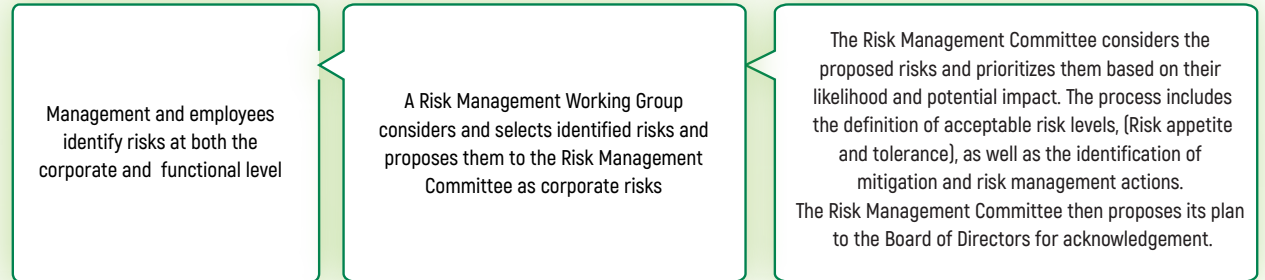 Management and employees
identify risks at both the
corporate and functional level
A Risk Management Working Group
considers and selects identified risks and
proposes them to the Risk Management
Committee as corporate risks
The Risk Management Committee considers the
proposed risks and prioritizes them based on their
likelihood and potential impact. The process includes
the definition of acceptable risk levels, (Risk appetite
and tolerance), as well as the identification of
mitigation and risk management actions.
The Risk Management Committee then proposes its plan
to the Board of Directors for acknowledgement.